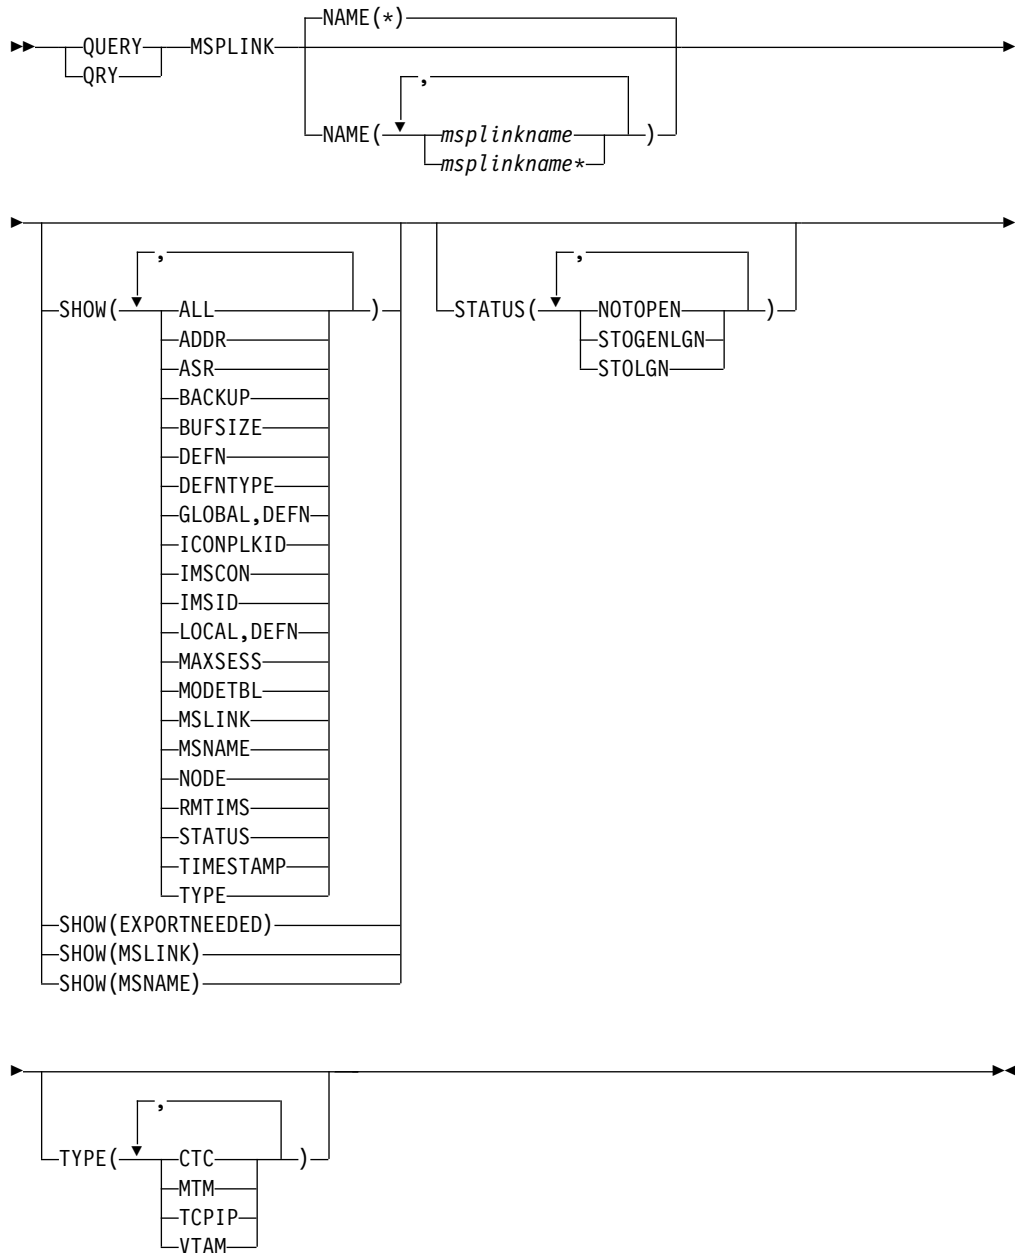 NAME(*)
QUERY MSPLINK
QRY
,
NAME( msplinkname )
msplinkname*
, ,
SHOW( ALL ) STATUS( NOTOPEN )
ADDR STOGENLGN
ASR STOLGN
BACKUP
BUFSIZE
DEFN
DEFNTYPE
GLOBAL,DEFN
ICONPLKID
IMSCON
IMSID
LOCAL,DEFN
MAXSESS
MODETBL
MSLINK
MSNAME
NODE
RMTIMS
STATUS
TIMESTAMP
TYPE
SHOW(EXPORTNEEDED)
SHOW(MSLINK)
SHOW(MSNAME)
,
TYPE( CTC )
MTM
TCPIP
VTAM